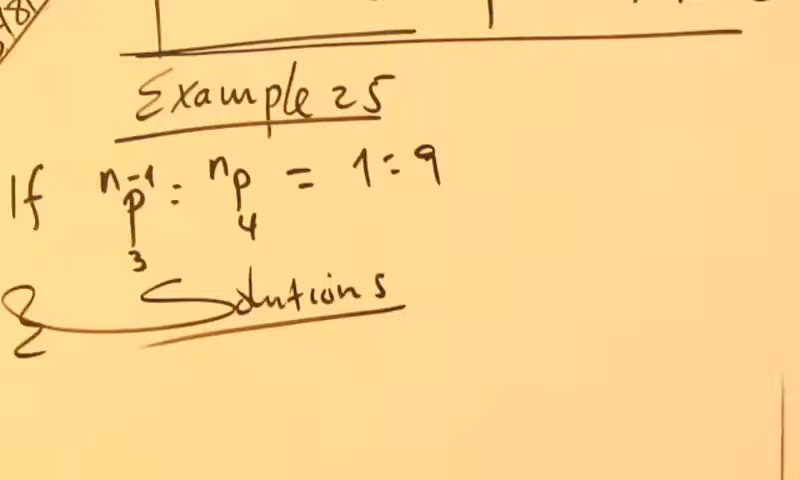 Example 25
If n-1P3 : nP4 = 1:9
Solutions